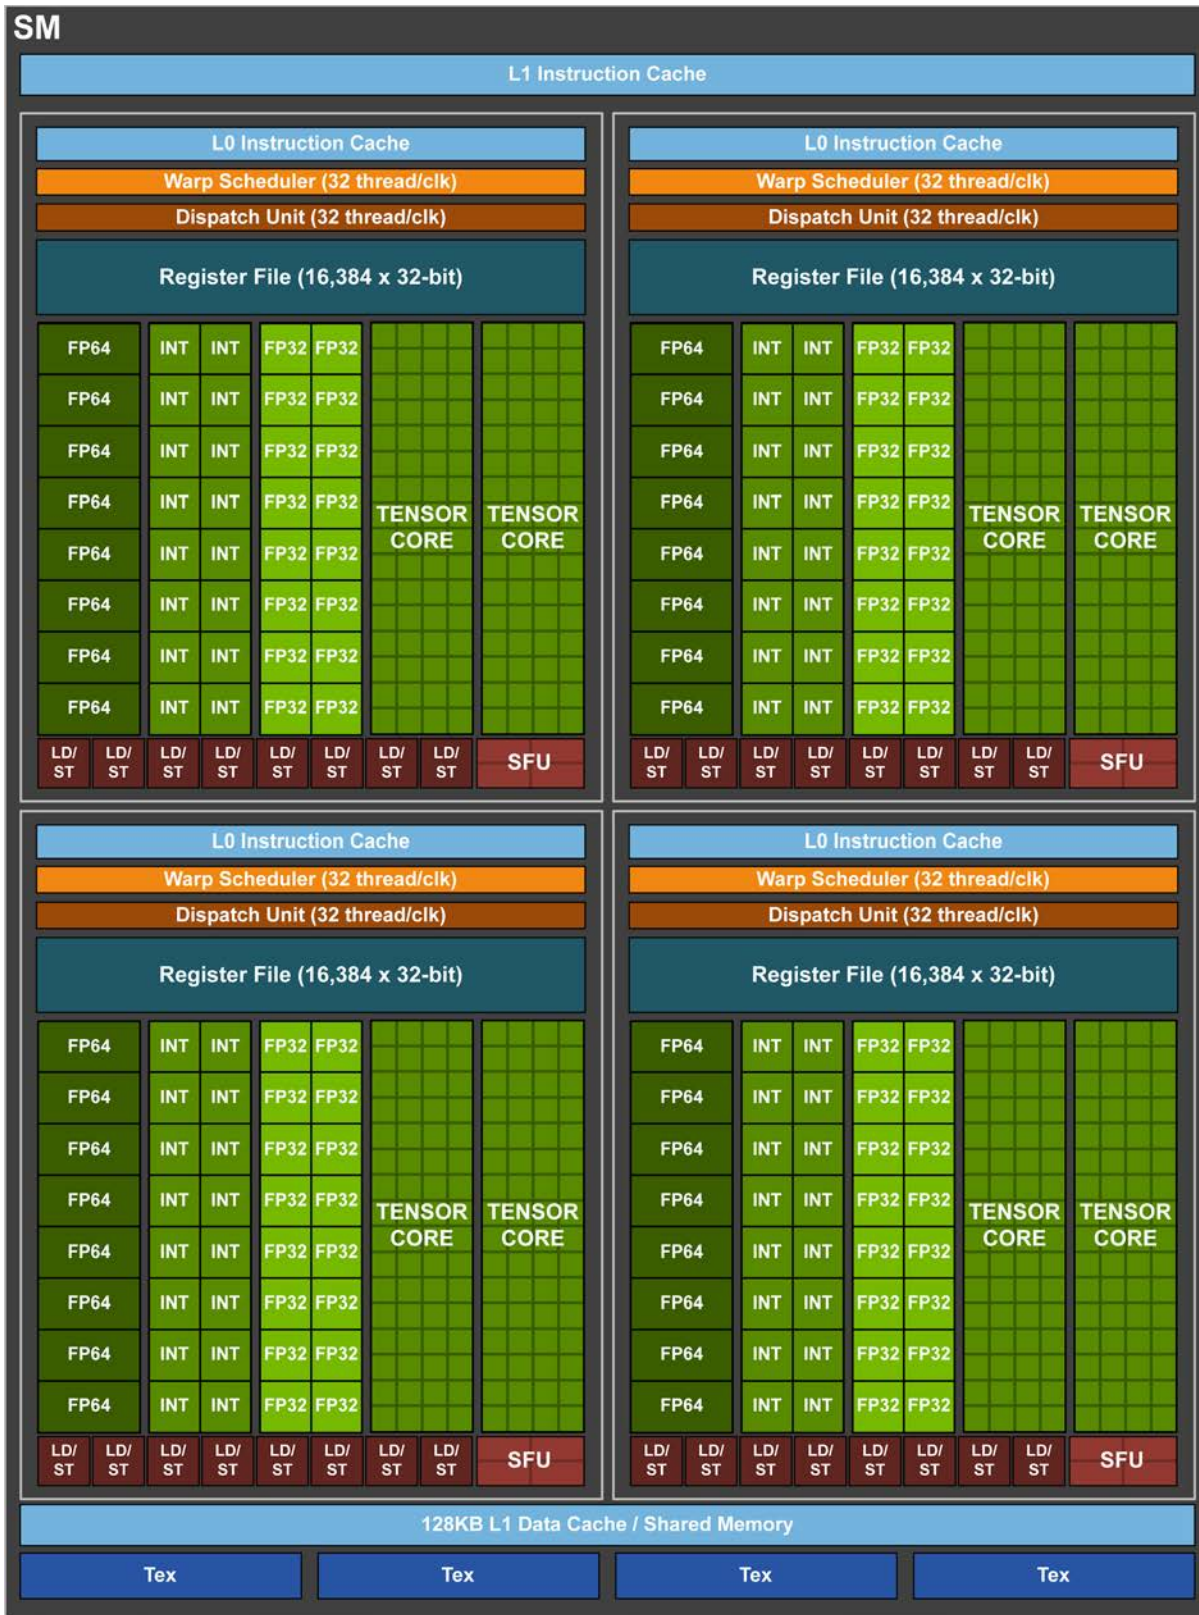 SM
L1 Instruction Cache
L0 Instruction Cache
Warp Scheduler (32 thread/clk)
Dispatch Unit (32 thread/clk)
Register File (16,384 x 32-bit)
FP64 INT INT FP32 FP32
FP64 INT INT FP32 FP32
FP64 INT INT FP32 FP32
FP64 INT INT FP32 FP32
FP64 INT INT FP32 FP32
FP64 INT INT FP32 FP32
FP64 INT INT FP32 FP32
FP64 INT INT FP32 FP32
TENSOR TENSOR
CORE CORE
LD/ LD/ LD/ LD/ LD/ LD/ LD/ LD/ SFU
ST ST ST ST ST ST ST ST
L0 Instruction Cache
Warp Scheduler (32 thread/clk)
Dispatch Unit (32 thread/clk)
Register File (16,384 x 32-bit)
FP64 INT INT FP32 FP32
FP64 INT INT FP32 FP32
FP64 INT INT FP32 FP32
FP64 INT INT FP32 FP32
FP64 INT INT FP32 FP32
FP64 INT INT FP32 FP32
FP64 INT INT FP32 FP32
FP64 INT INT FP32 FP32
TENSOR TENSOR
CORE CORE
LD/ LD/ LD/ LD/ LD/ LD/ LD/ LD/ SFU
ST ST ST ST ST ST ST ST
L0 Instruction Cache
Warp Scheduler (32 thread/clk)
Dispatch Unit (32 thread/clk)
Register File (16,384 x 32-bit)
FP64 INT INT FP32 FP32
FP64 INT INT FP32 FP32
FP64 INT INT FP32 FP32
FP64 INT INT FP32 FP32
FP64 INT INT FP32 FP32
FP64 INT INT FP32 FP32
FP64 INT INT FP32 FP32
FP64 INT INT FP32 FP32
TENSOR TENSOR
CORE CORE
LD/ LD/ LD/ LD/ LD/ LD/ LD/ LD/ SFU
ST ST ST ST ST ST ST ST
L0 Instruction Cache
Warp Scheduler (32 thread/clk)
Dispatch Unit (32 thread/clk)
Register File (16,384 x 32-bit)
FP64 INT INT FP32 FP32
FP64 INT INT FP32 FP32
FP64 INT INT FP32 FP32
FP64 INT INT FP32 FP32
FP64 INT INT FP32 FP32
FP64 INT INT FP32 FP32
FP64 INT INT FP32 FP32
FP64 INT INT FP32 FP32
TENSOR TENSOR
CORE CORE
LD/ LD/ LD/ LD/ LD/ LD/ LD/ LD/ SFU
ST ST ST ST ST ST ST ST
128KB L1 Data Cache / Shared Memory
Tex Tex Tex Tex